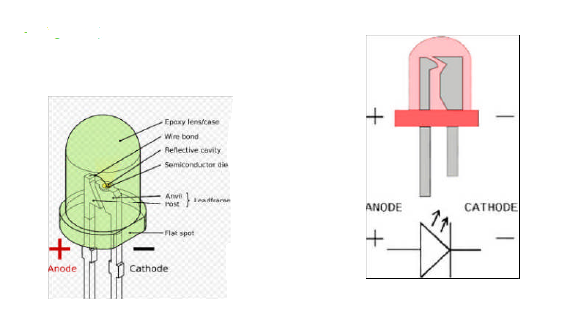 Epoxy lens/case
Wire bond
Reflective cavity
Semiconductor die
Anvil
Post
Leadframe
Flat spot
+ −
Anode Cathode
+ −
ANODE CATHODE
+ −